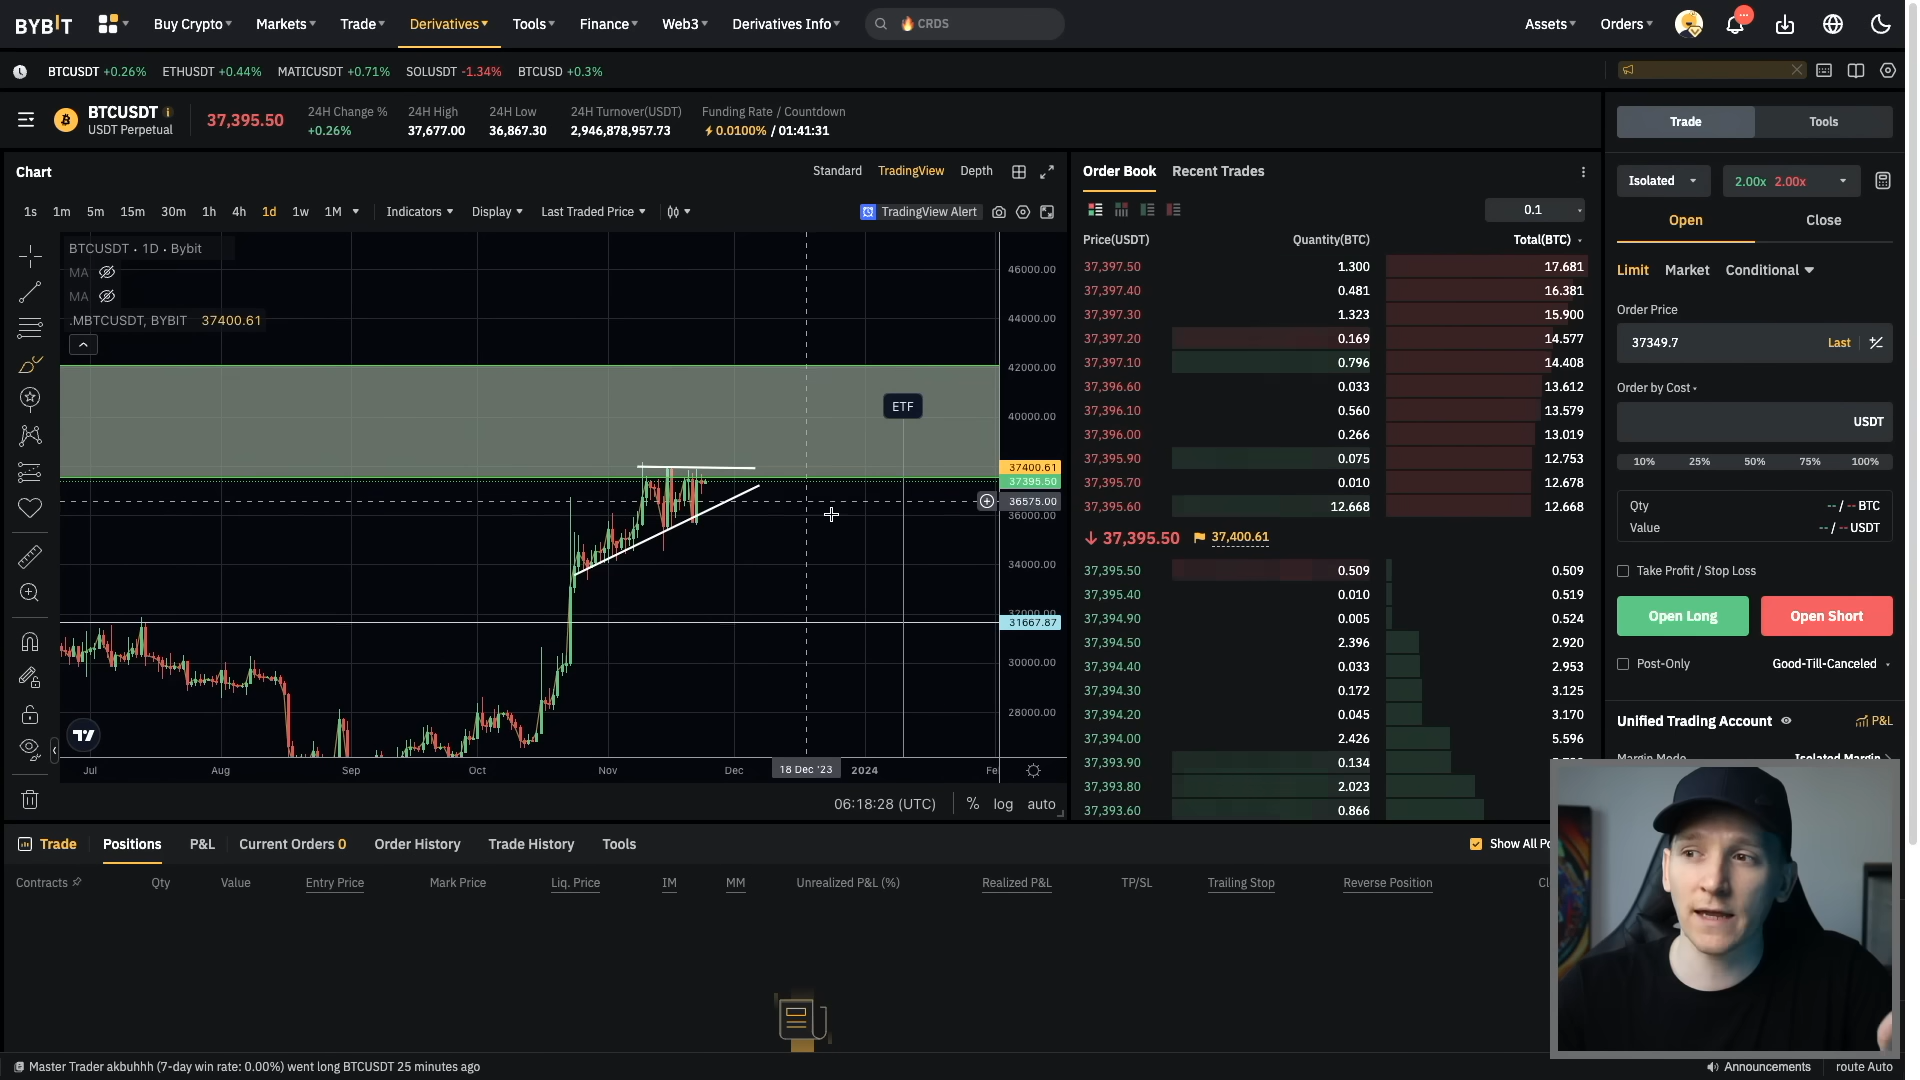 BYBIT Buy Crypto Markets Trade Derivatives Tools Finance Web3 Derivatives Info CRDS Assets Orders
BTCUSDT +0.26% ETHUSDT +0.44% MATICUSDT +0.71% SOLUSDT -1.34% BTCUSD +0.3%
BTCUSDT
USDT Perpetual
37,395.50
24H Change %
+0.26%
24H High
37,677.00
24H Low
36,867.30
24H Turnover(USDT)
2,946,878,957.73
Funding Rate / Countdown
0.0100% / 01:41:31
Chart
Standard TradingView Depth
1s 1m 5m 15m 30m 1h 4h 1d 1w 1M Indicators Display Last Traded Price TradingView Alert
BTCUSDT · 1D · Bybit
MA
MA
.MBTCUSDT, BYBIT 37400.61
ETF
46000.00
44000.00
42000.00
40000.00
37400.61
37395.50
36575.00
36000.00
34000.00
32000.00
31667.87
30000.00
28000.00
Jul Aug Sep Oct Nov Dec 18 Dec '23 2024 Fe
06:18:28 (UTC) % log auto
Order Book Recent Trades
0.1
Price(USDT) Quantity(BTC) Total(BTC)
37,397.50 1.300 17.681
37,397.40 0.481 16.381
37,397.30 1.323 15.900
37,397.20 0.169 14.577
37,397.10 0.796 14.408
37,396.60 0.033 13.612
37,396.10 0.560 13.579
37,396.00 0.266 13.019
37,395.90 0.075 12.753
37,395.70 0.010 12.678
37,395.60 12.668 12.668
37,395.50 37,400.61
37,395.50 0.509 0.509
37,395.40 0.010 0.519
37,394.90 0.005 0.524
37,394.50 2.396 2.920
37,394.40 0.033 2.953
37,394.30 0.172 3.125
37,394.20 0.045 3.170
37,394.00 2.426 5.596
37,393.90 0.134
37,393.80 2.023
37,393.60 0.866
Trade Tools
Isolated 2.00x 2.00x
Open Close
Limit Market Conditional
Order Price
37349.7 Last
Order by Cost
USDT
10% 25% 50% 75% 100%
Qty -- / -- BTC
Value -- / -- USDT
Take Profit / Stop Loss
Open Long Open Short
Post-Only Good-Till-Canceled
Unified Trading Account P&L
Margin Mode Isolated Margin
Trade Positions P&L Current Orders 0 Order History Trade History Tools Show All Po
Contracts Qty Value Entry Price Mark Price Liq. Price IM MM Unrealized P&L (%) Realized P&L TP/SL Trailing Stop Reverse Position Cl
Master Trader akbuhhh (7-day win rate: 0.00%) went long BTCUSDT 25 minutes ago
Announcements route Auto